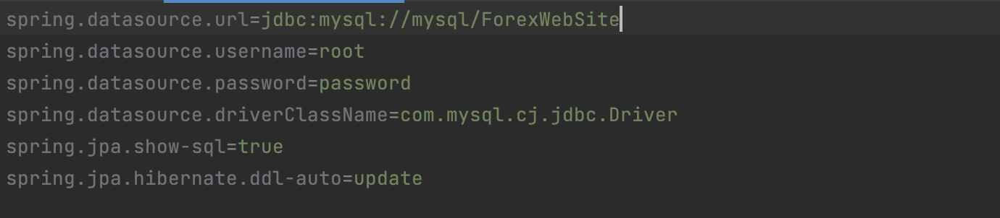 spring.datasource.url=jdbc:mysql://mysql/ForexWebSite
spring.datasource.username=root
spring.datasource.password=password
spring.datasource.driverClassName=com.mysql.cj.jdbc.Driver
spring.jpa.show-sql=true
spring.jpa.hibernate.ddl-auto=update